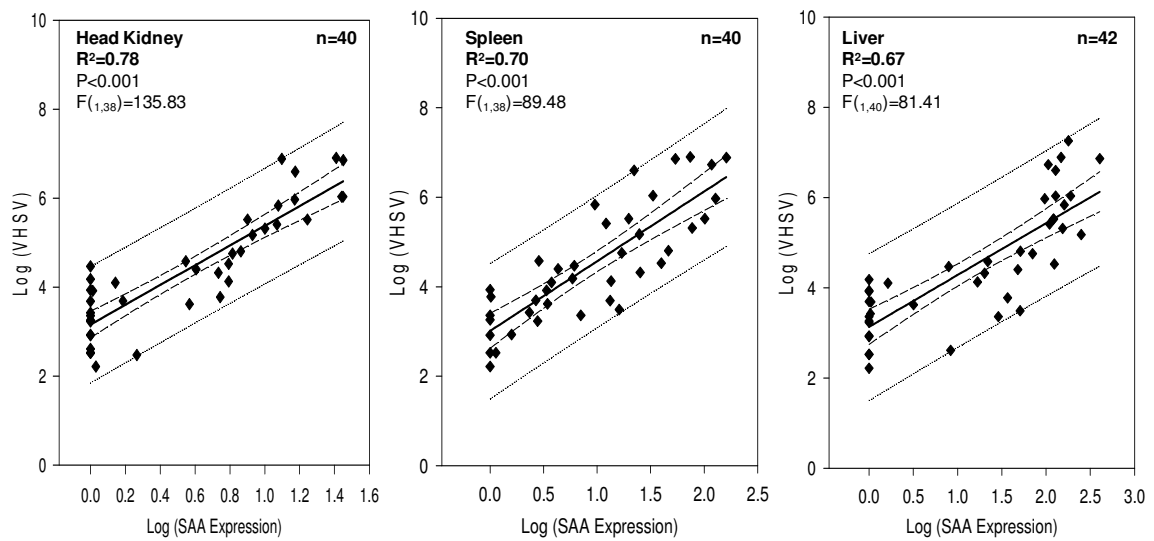 Head Kidney n=40
R²=0.78
P<0.001
F(1,38)=135.83
10
8
6
4
2
0
Log (VHSV)
0.0 0.2 0.4 0.6 0.8 1.0 1.2 1.4 1.6
Log (SAA Expression)
Spleen n=40
R²=0.70
P<0.001
F(1,38)=89.48
10
8
6
4
2
0
Log (VHSV)
0.0 0.5 1.0 1.5 2.0 2.5
Log (SAA Expression)
Liver n=42
R²=0.67
P<0.001
F(1,40)=81.41
10
8
6
4
2
0
Log (VHSV)
0.0 0.5 1.0 1.5 2.0 2.5 3.0
Log (SAA Expression)